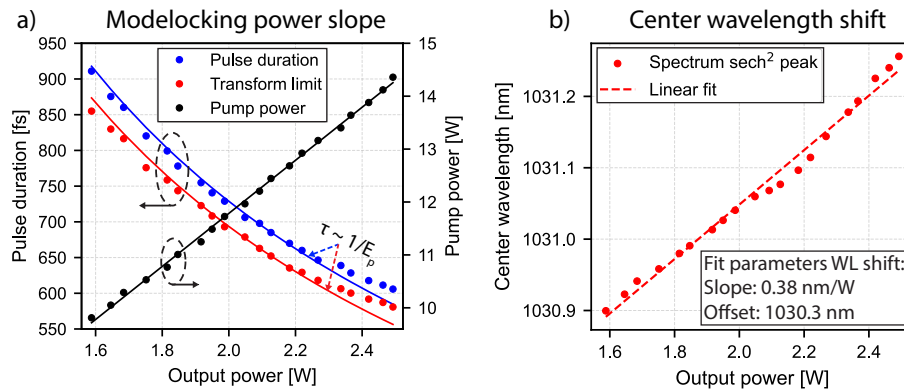 a) Modelocking power slope
950
900
850
800
750
700
650
600
550
Pulse duration [fs]
Pulse duration
Transform limit
Pump power
τ ~ 1/Eₚ
15
14
13
12
11
10
Pump power [W]
1.6 1.8 2.0 2.2 2.4
Output power [W]
b) Center wavelength shift
1031.2
1031.1
1031.0
1030.9
Center wavelength [nm]
Spectrum sech² peak
Linear fit
Fit parameters WL shift:
Slope: 0.38 nm/W
Offset: 1030.3 nm
1.6 1.8 2.0 2.2 2.4
Output power [W]